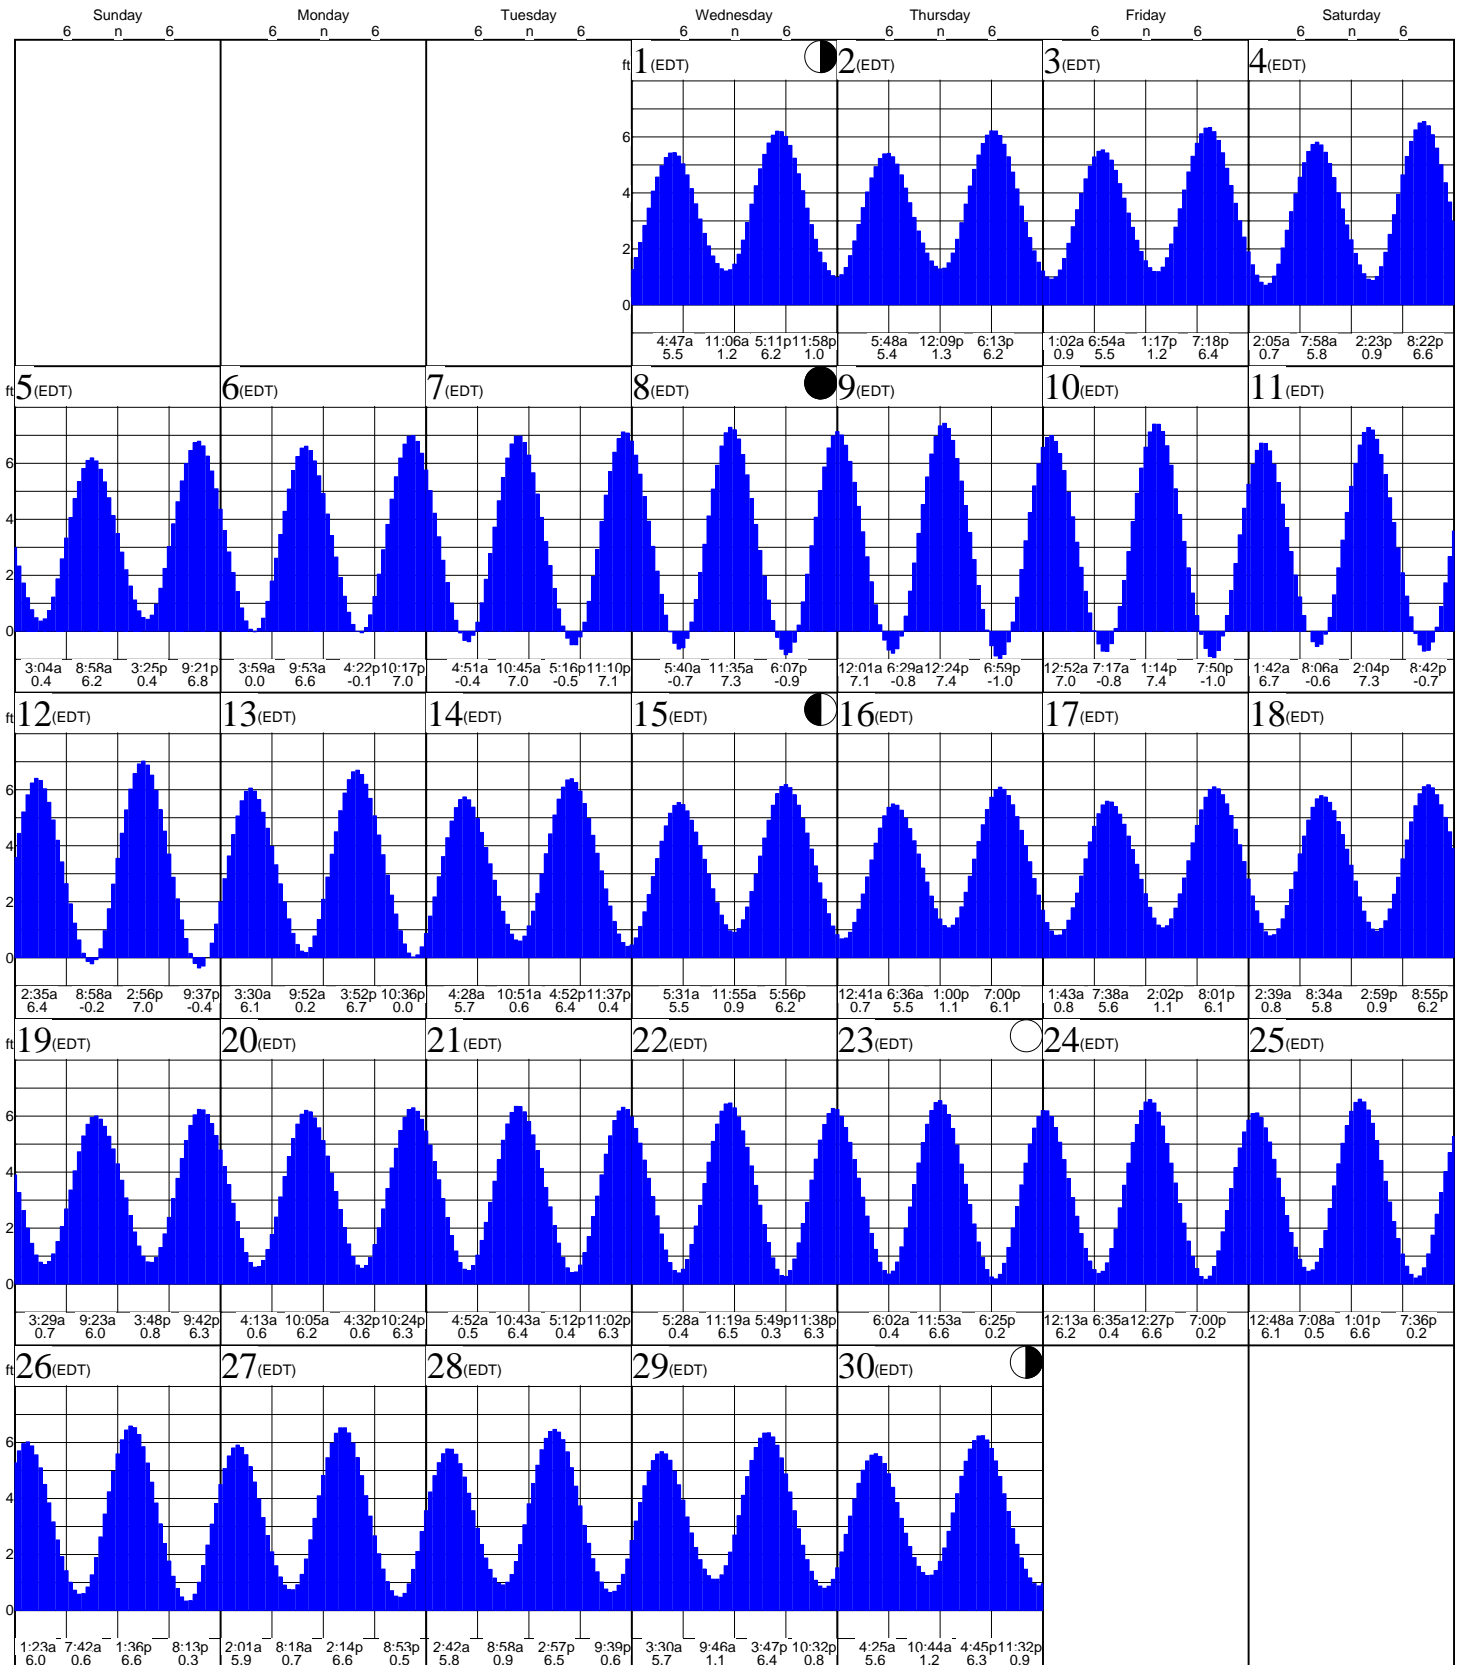 Sunday Monday Tuesday Wednesday Thursday Friday Saturday
6 n 6 6 n 6 6 n 6 6 n 6 6 n 6 6 n 6 6 n 6
ft 1(EDT) 2(EDT) 3(EDT) 4(EDT)
6
4
2
0
4:47a 11:06a 5:11p 11:58p 5:48a 12:09p 6:13p 1:02a 6:54a 1:17p 7:18p 2:05a 7:58a 2:23p 8:22p
5.5 1.2 6.2 1.0 5.4 1.3 6.2 0.9 5.5 1.2 6.4 0.7 5.8 0.9 6.6
ft 5(EDT) 6(EDT) 7(EDT) 8(EDT) 9(EDT) 10(EDT) 11(EDT)
6
4
2
0
3:04a 8:58a 3:25p 9:21p 3:59a 9:53a 4:22p 10:17p 4:51a 10:45a 5:16p 11:10p 5:40a 11:35a 6:07p 12:01a 6:29a 12:24p 6:59p 12:52a 7:17a 1:14p 7:50p 1:42a 8:06a 2:04p 8:42p
0.4 6.2 0.4 6.8 0.0 6.6 -0.1 7.0 -0.4 7.0 -0.5 7.1 -0.7 7.3 -0.9 7.1 -0.8 7.4 -1.0 7.0 -0.8 7.4 -1.0 6.7 -0.6 7.3 -0.7
ft 12(EDT) 13(EDT) 14(EDT) 15(EDT) 16(EDT) 17(EDT) 18(EDT)
6
4
2
0
2:35a 8:58a 2:56p 9:37p 3:30a 9:52a 3:52p 10:36p 4:28a 10:51a 4:52p 11:37p 5:31a 11:55a 5:56p 12:41a 6:36a 1:00p 7:00p 1:43a 7:38a 2:02p 8:01p 2:39a 8:34a 2:59p 8:55p
6.4 -0.2 7.0 -0.4 6.1 0.2 6.7 0.0 5.7 0.6 6.4 0.4 5.5 0.9 6.2 0.7 5.5 1.1 6.1 0.8 5.6 1.1 6.1 0.8 5.8 0.9 6.2
ft 19(EDT) 20(EDT) 21(EDT) 22(EDT) 23(EDT) 24(EDT) 25(EDT)
6
4
2
0
3:29a 9:23a 3:48p 9:42p 4:13a 10:05a 4:32p 10:24p 4:52a 10:43a 5:12p 11:02p 5:28a 11:19a 5:49p 11:38p 6:02a 11:53a 6:25p 12:13a 6:35a 12:27p 7:00p 12:48a 7:08a 1:01p 7:36p
0.7 6.0 0.8 6.3 0.6 6.2 0.6 6.3 0.5 6.4 0.4 6.3 0.4 6.5 0.3 6.3 0.4 6.6 0.2 6.2 0.4 6.6 0.2 6.1 0.5 6.6 0.2
ft 26(EDT) 27(EDT) 28(EDT) 29(EDT) 30(EDT)
6
4
2
0
1:23a 7:42a 1:36p 8:13p 2:01a 8:18a 2:14p 8:53p 2:42a 8:58a 2:57p 9:39p 3:30a 9:46a 3:47p 10:32p 4:25a 10:44a 4:45p 11:32p
6.0 0.6 6.6 0.3 5.9 0.7 6.6 0.5 5.8 0.9 6.5 0.6 5.7 1.1 6.4 0.8 5.6 1.2 6.3 0.9